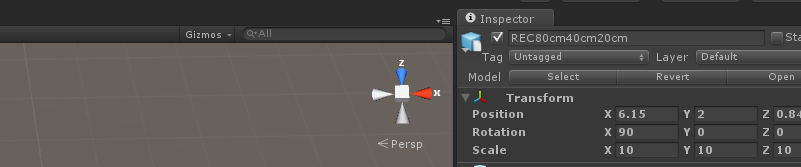 Inspector
Gizmos All
REC80cm40cm20cm Sta
Tag Untagged Layer Default
Model Select Revert Open
z
x
Transform
Position X 6.15 Y 2 Z 0.84
Rotation X 90 Y 0 Z 0
Persp
Scale X 10 Y 10 Z 10